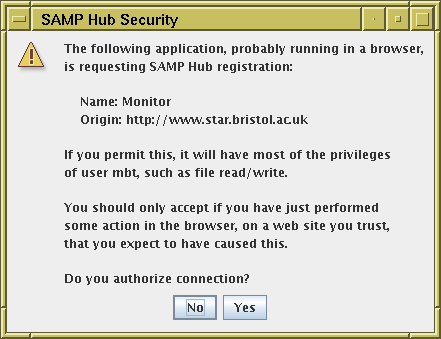 SAMP Hub Security
The following application, probably running in a browser,
is requesting SAMP Hub registration:
Name: Monitor
Origin: http://www.star.bristol.ac.uk
If you permit this, it will have most of the privileges
of user mbt, such as file read/write.
You should only accept if you have just performed
some action in the browser, on a web site you trust,
that you expect to have caused this.
Do you authorize connection?
No Yes